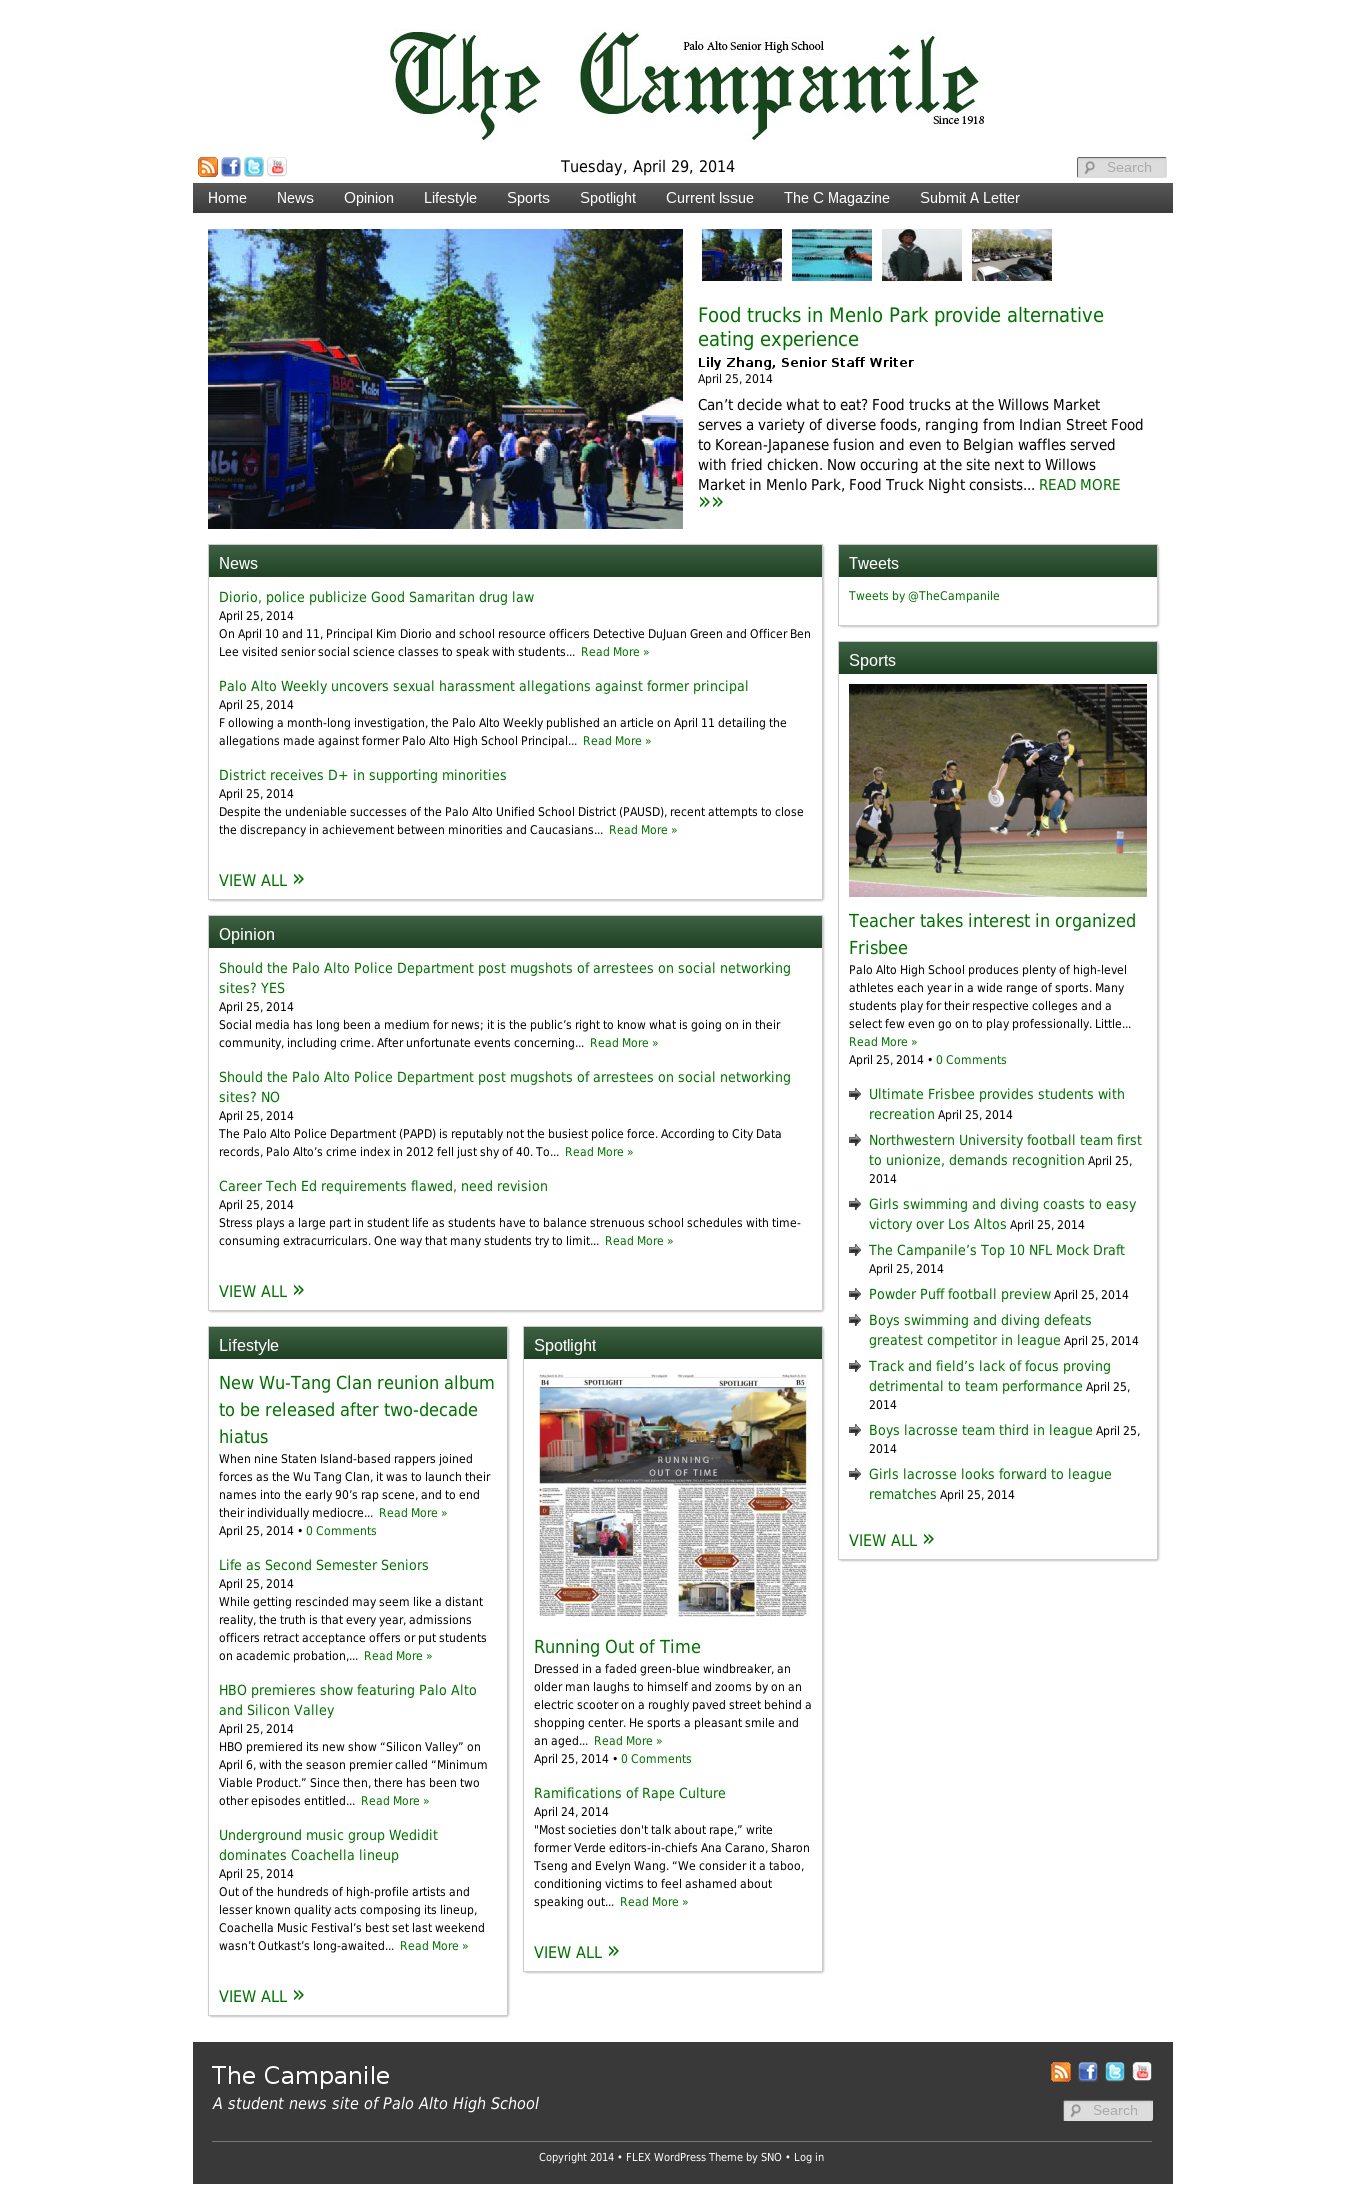 The Campanile
Palo Alto Senior High School
Since 1918
Tuesday, April 29, 2014
Search
Home News Opinion Lifestyle Sports Spotlight Current Issue The C Magazine Submit A Letter
BBQ Kalbi
Food trucks in Menlo Park provide alternative
eating experience
Lily Zhang, Senior Staff Writer
April 25, 2014
Can’t decide what to eat? Food trucks at the Willows Market
serves a variety of diverse foods, ranging from Indian Street Food
to Korean-Japanese fusion and even to Belgian waffles served
with fried chicken. Now occuring at the site next to Willows
Market in Menlo Park, Food Truck Night consists... READ MORE
»»
News
Diorio, police publicize Good Samaritan drug law
April 25, 2014
On April 10 and 11, Principal Kim Diorio and school resource officers Detective DuJuan Green and Officer Ben
Lee visited senior social science classes to speak with students... Read More »
Palo Alto Weekly uncovers sexual harassment allegations against former principal
April 25, 2014
F ollowing a month-long investigation, the Palo Alto Weekly published an article on April 11 detailing the
allegations made against former Palo Alto High School Principal... Read More »
District receives D+ in supporting minorities
April 25, 2014
Despite the undeniable successes of the Palo Alto Unified School District (PAUSD), recent attempts to close
the discrepancy in achievement between minorities and Caucasians... Read More »
VIEW ALL »
Opinion
Should the Palo Alto Police Department post mugshots of arrestees on social networking
sites? YES
April 25, 2014
Social media has long been a medium for news; it is the public’s right to know what is going on in their
community, including crime. After unfortunate events concerning... Read More »
Should the Palo Alto Police Department post mugshots of arrestees on social networking
sites? NO
April 25, 2014
The Palo Alto Police Department (PAPD) is reputably not the busiest police force. According to City Data
records, Palo Alto’s crime index in 2012 fell just shy of 40. To... Read More »
Career Tech Ed requirements flawed, need revision
April 25, 2014
Stress plays a large part in student life as students have to balance strenuous school schedules with time-
consuming extracurriculars. One way that many students try to limit... Read More »
VIEW ALL »
Lifestyle
New Wu-Tang Clan reunion album
to be released after two-decade
hiatus
When nine Staten Island-based rappers joined
forces as the Wu Tang Clan, it was to launch their
names into the early 90’s rap scene, and to end
their individually mediocre... Read More »
April 25, 2014 • 0 Comments
Life as Second Semester Seniors
April 25, 2014
While getting rescinded may seem like a distant
reality, the truth is that every year, admissions
officers retract acceptance offers or put students
on academic probation,... Read More »
HBO premieres show featuring Palo Alto
and Silicon Valley
April 25, 2014
HBO premiered its new show “Silicon Valley” on
April 6, with the season premier called “Minimum
Viable Product.” Since then, there has been two
other episodes entitled... Read More »
Underground music group Wedidit
dominates Coachella lineup
April 25, 2014
Out of the hundreds of high-profile artists and
lesser known quality acts composing its lineup,
Coachella Music Festival’s best set last weekend
wasn’t Outkast’s long-awaited... Read More »
VIEW ALL »
Spotlight
B4 SPOTLIGHT SPOTLIGHT B5
RUNNING
OUT OF TIME
Running Out of Time
Dressed in a faded green-blue windbreaker, an
older man laughs to himself and zooms by on an
electric scooter on a roughly paved street behind a
shopping center. He sports a pleasant smile and
an aged... Read More »
April 25, 2014 • 0 Comments
Ramifications of Rape Culture
April 24, 2014
"Most societies don't talk about rape,” write
former Verde editors-in-chiefs Ana Carano, Sharon
Tseng and Evelyn Wang. “We consider it a taboo,
conditioning victims to feel ashamed about
speaking out... Read More »
VIEW ALL »
Tweets
Tweets by @TheCampanile
Sports
Teacher takes interest in organized
Frisbee
Palo Alto High School produces plenty of high-level
athletes each year in a wide range of sports. Many
students play for their respective colleges and a
select few even go on to play professionally. Little...
Read More »
April 25, 2014 • 0 Comments
Ultimate Frisbee provides students with
recreation April 25, 2014
Northwestern University football team first
to unionize, demands recognition April 25,
2014
Girls swimming and diving coasts to easy
victory over Los Altos April 25, 2014
The Campanile’s Top 10 NFL Mock Draft
April 25, 2014
Powder Puff football preview April 25, 2014
Boys swimming and diving defeats
greatest competitor in league April 25, 2014
Track and field’s lack of focus proving
detrimental to team performance April 25,
2014
Boys lacrosse team third in league April 25,
2014
Girls lacrosse looks forward to league
rematches April 25, 2014
VIEW ALL »
The Campanile
A student news site of Palo Alto High School
Search
Copyright 2014 • FLEX WordPress Theme by SNO • Log in